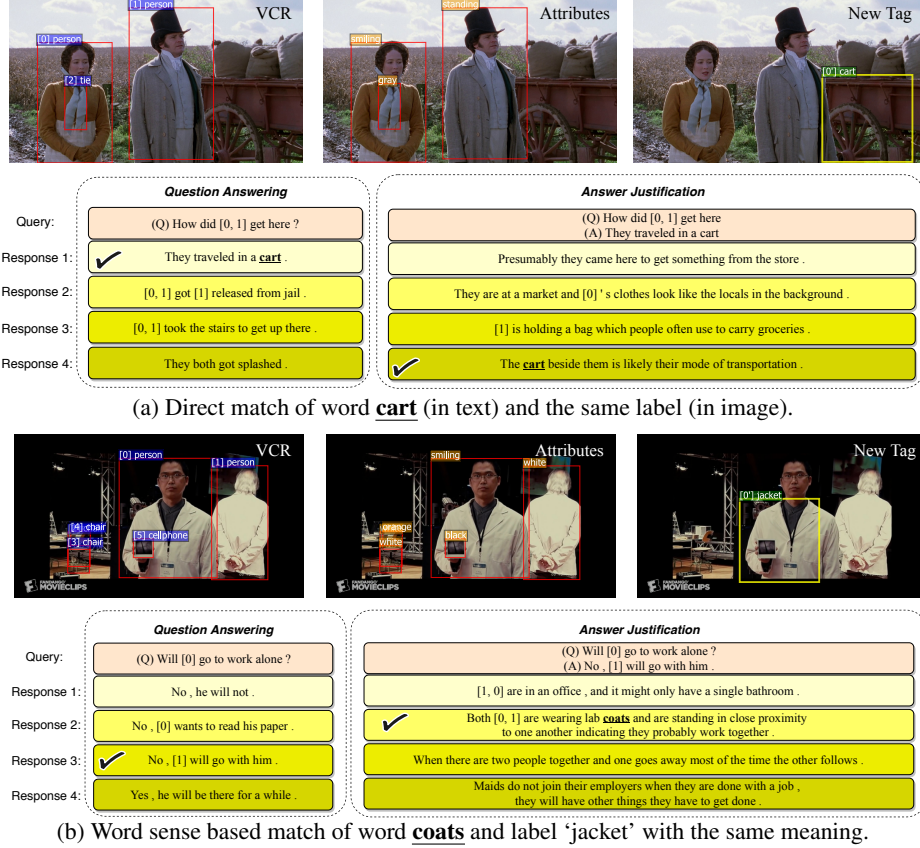 VCR
[1] person
[0] person
[2] tie
Attributes
standing
smiling
gray
New Tag
[0'] cart
Question Answering
Answer Justification
Query:
(Q) How did [0, 1] get here ?
(Q) How did [0, 1] get here
(A) They traveled in a cart
Response 1:
They traveled in a cart .
Presumably they came here to get something from the store .
Response 2:
[0, 1] got [1] released from jail .
They are at a market and [0] ' s clothes look like the locals in the background .
Response 3:
[0, 1] took the stairs to get up there .
[1] is holding a bag which people often use to carry groceries .
Response 4:
They both got splashed .
The cart beside them is likely their mode of transportation .
(a) Direct match of word cart (in text) and the same label (in image).
VCR
[0] person
[1] person
[4] chair
[3] chair
[5] cellphone
FANDANGO
MOVIECLIPS
Attributes
smiling
white
orange
white
black
FANDANGO
MOVIECLIPS
New Tag
[0'] jacket
FANDANGO
MOVIECLIPS
Question Answering
Answer Justification
Query:
(Q) Will [0] go to work alone ?
(Q) Will [0] go to work alone ?
(A) No , [1] will go with him .
Response 1:
No , he will not .
[1, 0] are in an office , and it might only have a single bathroom .
Response 2:
No , [0] wants to read his paper .
Both [0, 1] are wearing lab coats and are standing in close proximity
to one another indicating they probably work together .
Response 3:
No , [1] will go with him .
When there are two people together and one goes away most of the time the other follows .
Response 4:
Yes , he will be there for a while .
Maids do not join their employers when they are done with a job ,
they will have other things they have to get done .
(b) Word sense based match of word coats and label ‘jacket’ with the same meaning.